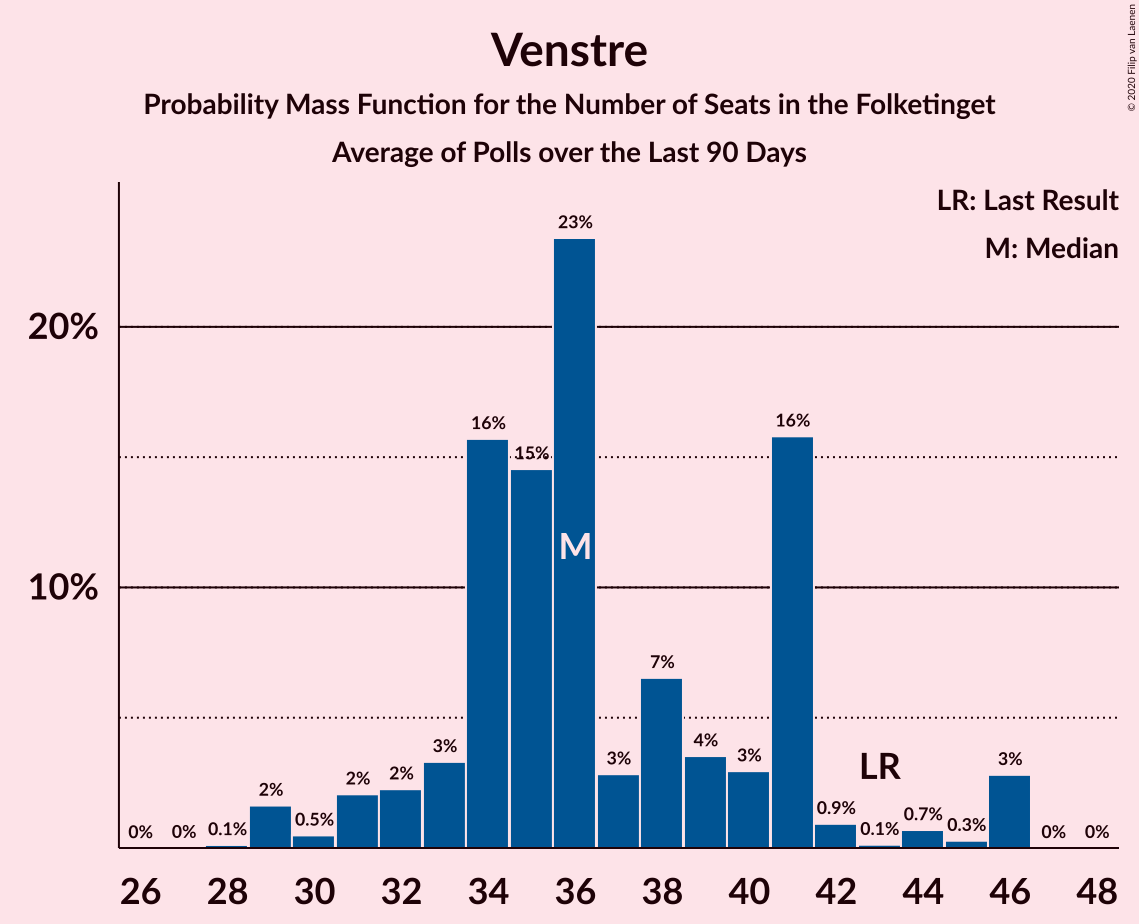 © 2020 Filip van Laenen
Venstre
Probability Mass Function for the Number of Seats in the Folketinget
Average of Polls over the Last 90 Days
LR: Last Result
M: Median
20%
10%
0% 0% 0.1% 2% 0.5% 2% 2% 3% 16% 15% 23% 3% 7% 4% 3% 16% 0.9% 0.1% 0.7% 0.3% 3% 0% 0%
M
LR
26 28 30 32 34 36 38 40 42 44 46 48